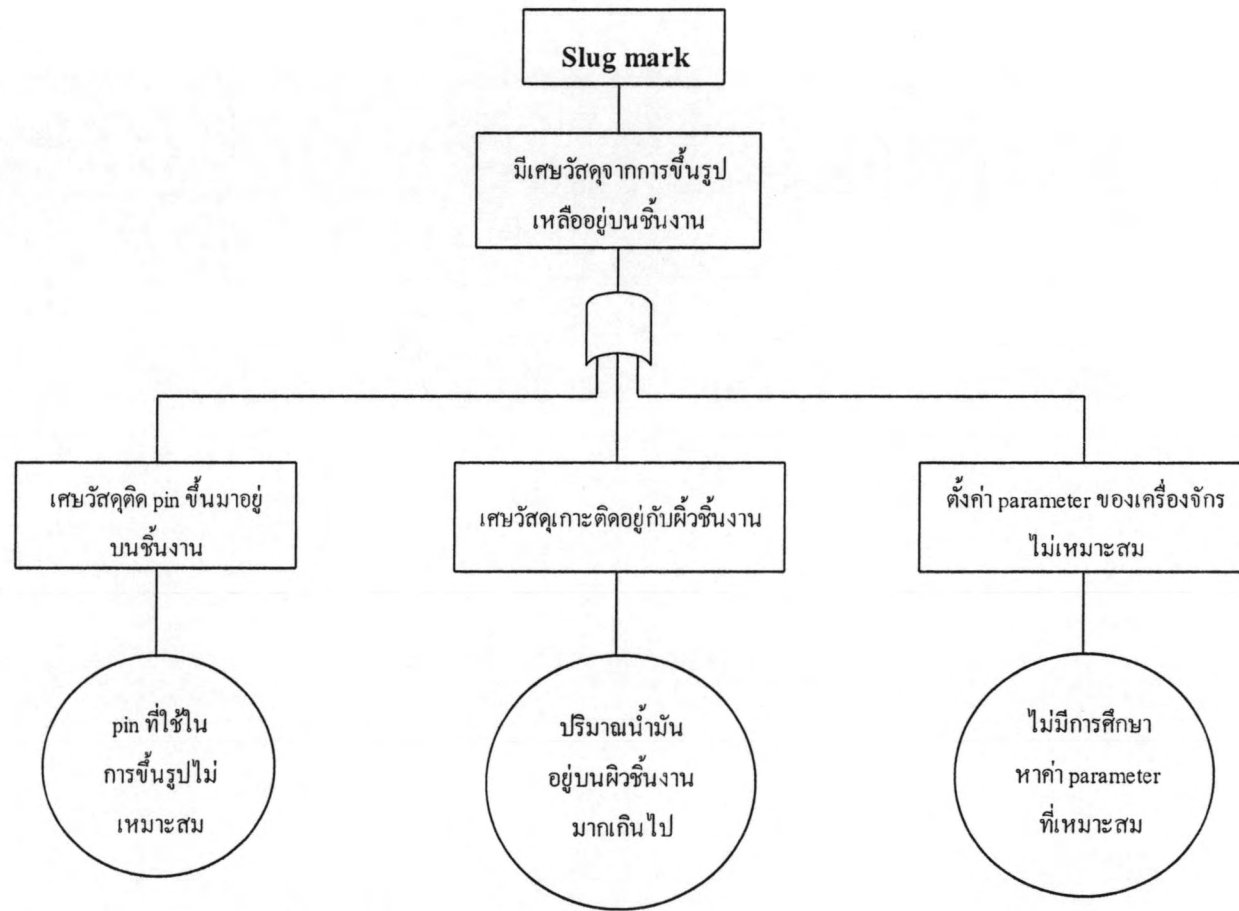 Slug mark
มีเศษวัสดุจากการขึ้นรูป
เหลืออยู่บนชิ้นงาน
เศษวัสดุติด pin ขึ้นมาอยู่
บนชิ้นงาน
เศษวัสดุเกาะติดอยู่กับผิ้วชิ้นงาน
ตั้งค่า parameter ของเครื่องจักร
ไม่เหมาะสม
pin ที่ใช้ใน
การขึ้นรูปไม่
เหมาะสม
ปริมาณน้ำมัน
อยู่บนผิวชิ้นงาน
มากเกินไป
ไม่มีการศึกษา
หาค่า parameter
ที่เหมาะสม